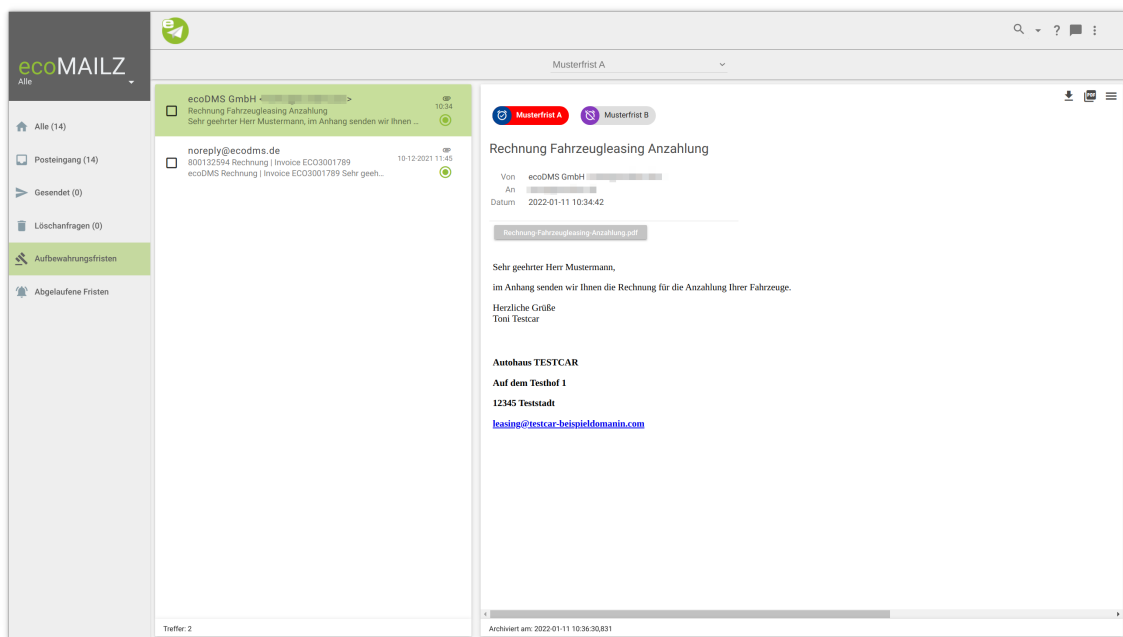 ecoMAILZ
Alle
Alle (14)
Posteingang (14)
Gesendet (0)
Löschanfragen (0)
Aufbewahrungsfristen
Abgelaufene Fristen
e
?
Musterfrist A
ecoDMS GmbH < >
10:34
Rechnung Fahrzeugleasing Anzahlung
Sehr geehrter Herr Mustermann, im Anhang senden wir Ihnen ...
noreply@ecodms.de
10-12-2021 11:45
800132594 Rechnung | Invoice ECO3001789
ecoDMS Rechnung | Invoice ECO3001789 Sehr geeh...
Treffer: 2
PDF
Musterfrist A Musterfrist B
Rechnung Fahrzeugleasing Anzahlung
Von ecoDMS GmbH
An
Datum 2022-01-11 10:34:42
Rechnung-Fahrzeugleasing-Anzahlung.pdf
Sehr geehrter Herr Mustermann,
im Anhang senden wir Ihnen die Rechnung für die Anzahlung Ihrer Fahrzeuge.
Herzliche Grüße
Toni Testcar
Autohaus TESTCAR
Auf dem Testhof 1
12345 Teststadt
leasing@testcar-beispieldomanin.com
Archiviert am: 2022-01-11 10:36:30,831